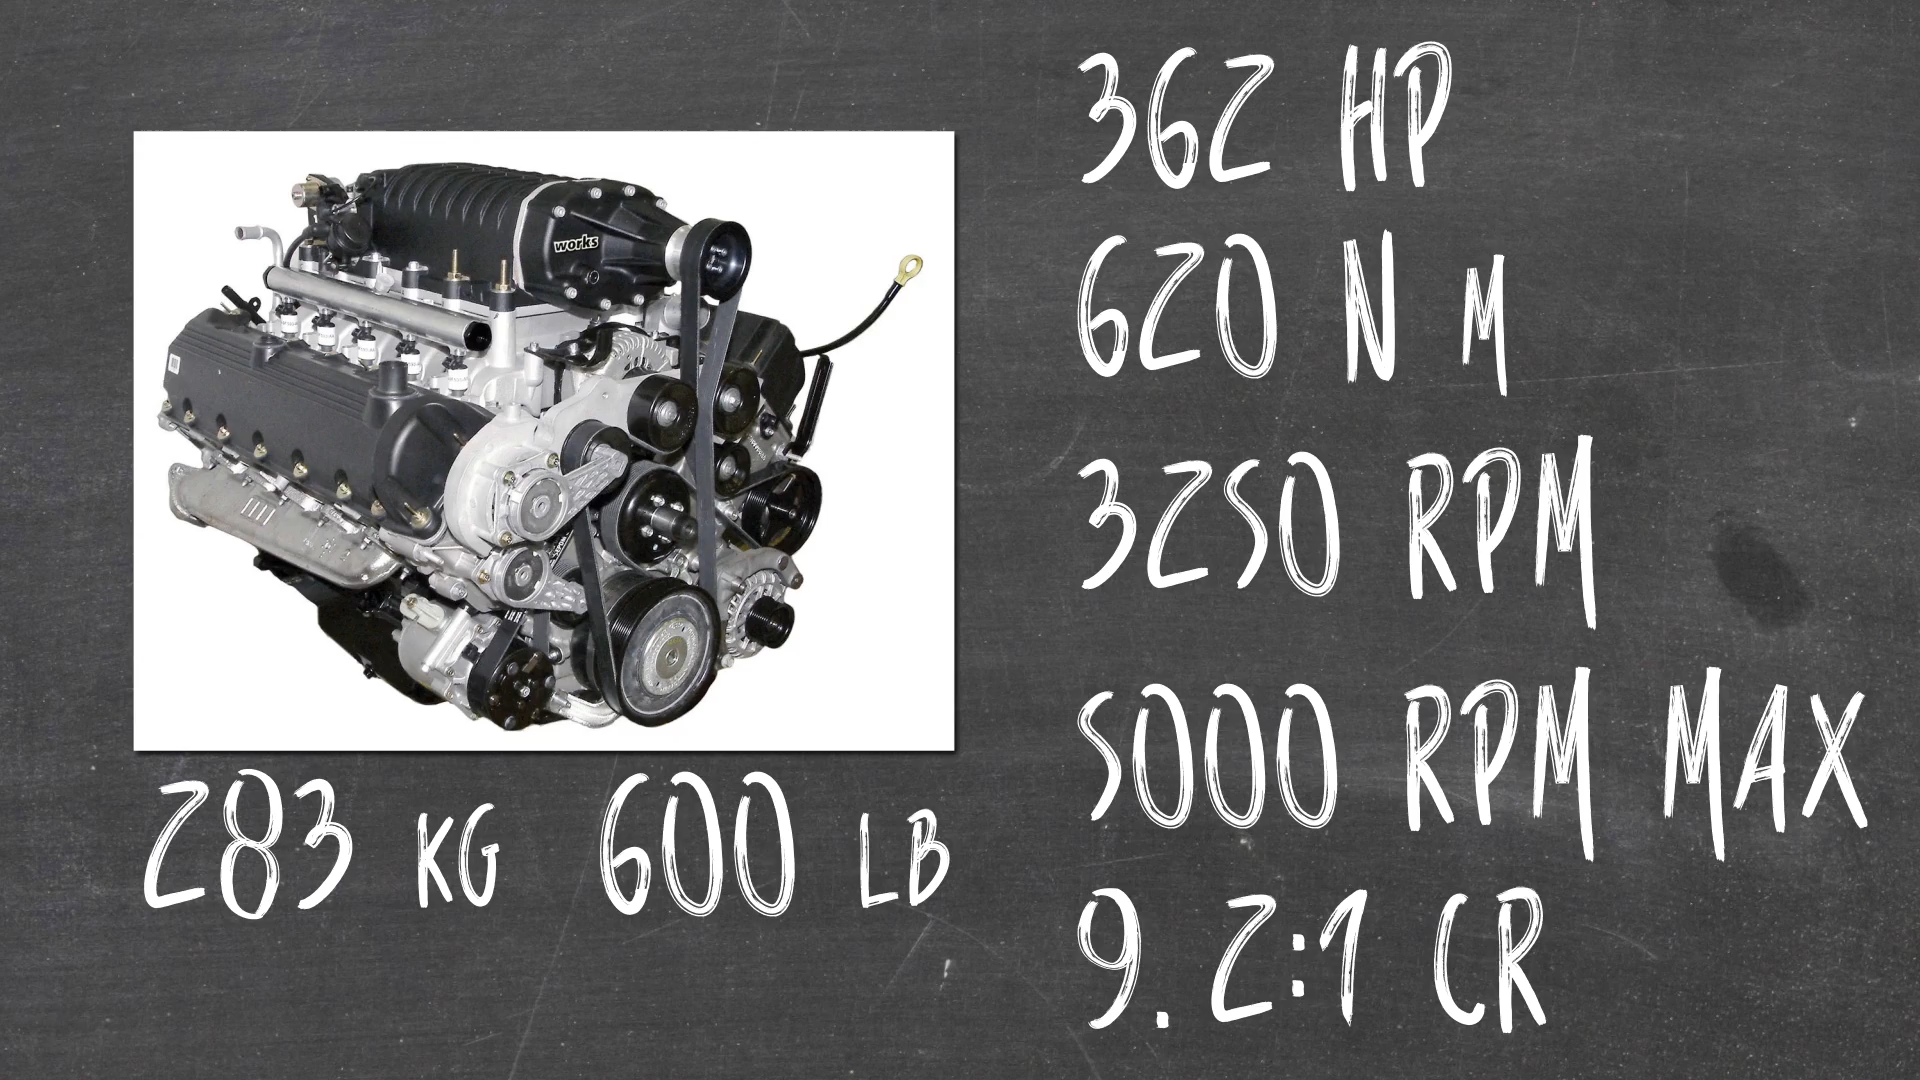 works
283 KG 600 LB
362 HP
620 N M
3250 RPM
5000 RPM MAX
9.2:1 CR